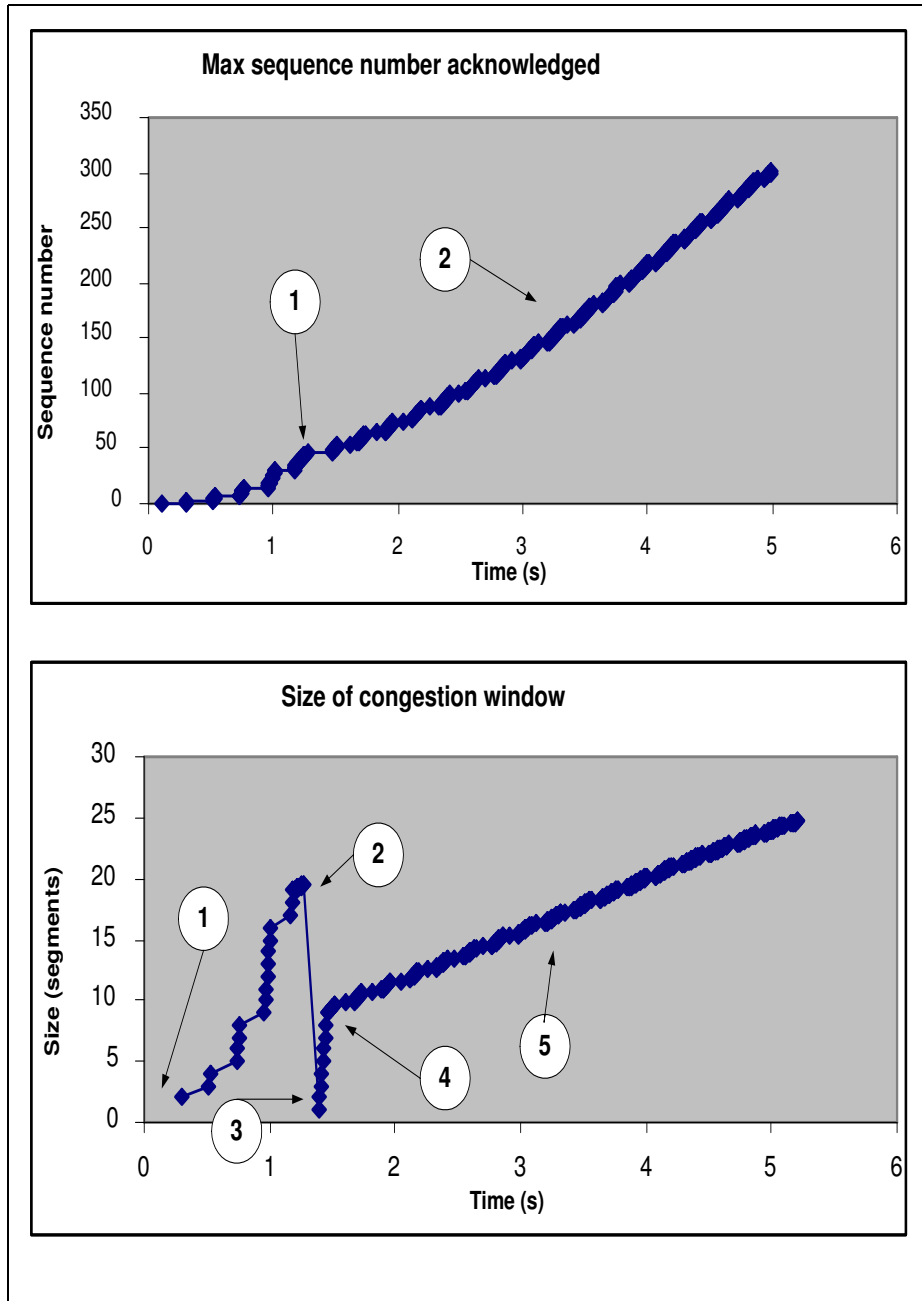 Max sequence number acknowledged
350
300
250
200
150
100
50
0
Sequence number
1
2
0 1 2 3 4 5 6
Time (s)
Size of congestion window
30
25
20
15
10
5
0
Size (segments)
1
2
3
4
5
0 1 2 3 4 5 6
Time (s)